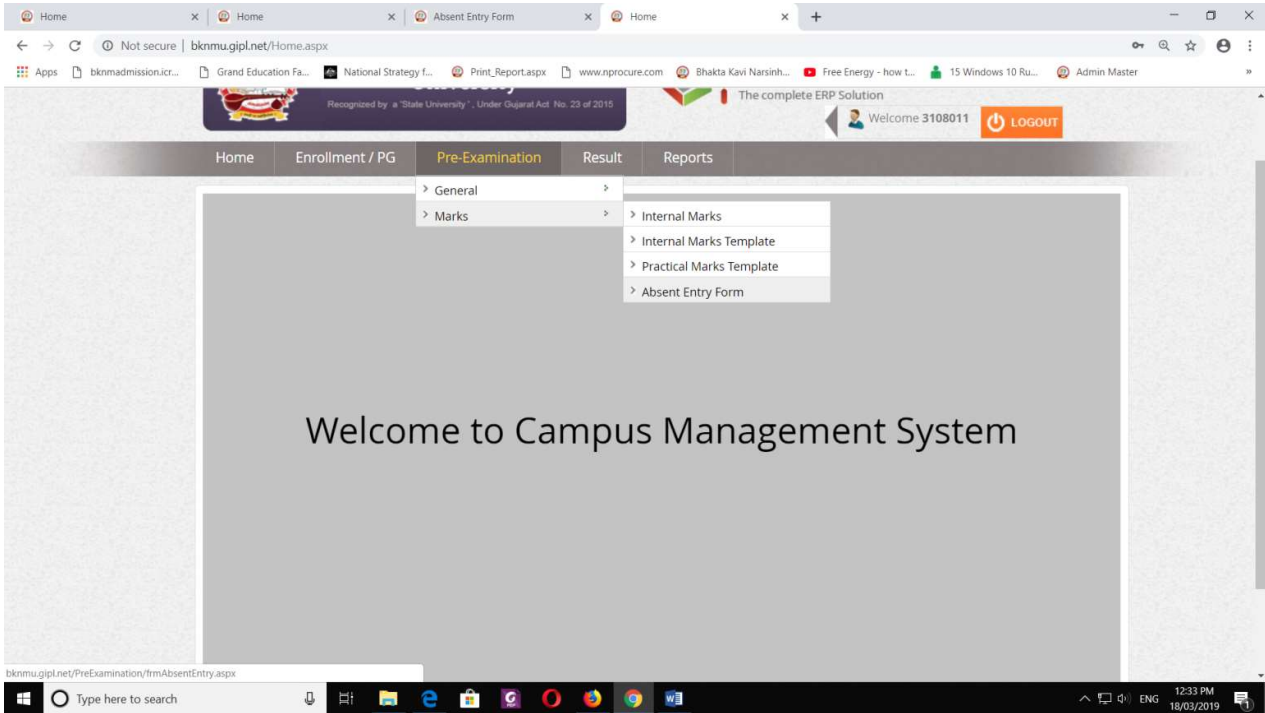 Home
Home
Absent Entry Form
Home
Not secure | bknmu.gipl.net/Home.aspx
Apps bknmadmission.icr... Grand Education Fa... National Strategy f... Print_Report.aspx www.nprocure.com Bhakta Kavi Narsinh... Free Energy - how t... 15 Windows 10 Ru... Admin Master »
University
Recognized by a "State University", Under Gujarat Act No. 23 of 2015
The complete ERP Solution
Welcome 3108011 LOGOUT
Home Enrollment / PG Pre-Examination Result Reports
General
Marks
Internal Marks
Internal Marks Template
Practical Marks Template
Absent Entry Form
Welcome to Campus Management System
bknmu.gipl.net/PreExamination/frmAbsentEntry.aspx
Type here to search
ENG
12:33 PM
18/03/2019
1